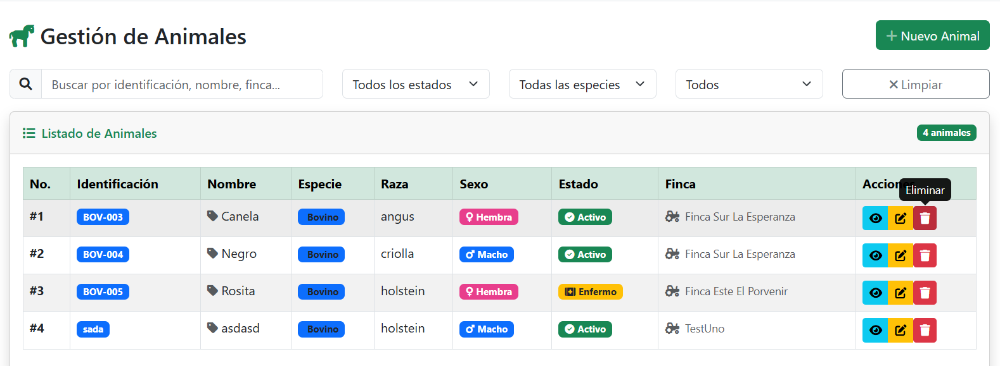 Gestión de Animales
Nuevo Animal
Buscar por identificación, nombre, finca...
Todos los estados
Todas las especies
Todos
Limpiar
Listado de Animales
4 animales
No. Identificación Nombre Especie Raza Sexo Estado Finca Accion
Eliminar
#1 BOV-003 Canela Bovino angus Hembra Activo Finca Sur La Esperanza
#2 BOV-004 Negro Bovino criolla Macho Activo Finca Sur La Esperanza
#3 BOV-005 Rosita Bovino holstein Hembra Enfermo Finca Este El Porvenir
#4 sada asdasd Bovino holstein Macho Activo TestUno